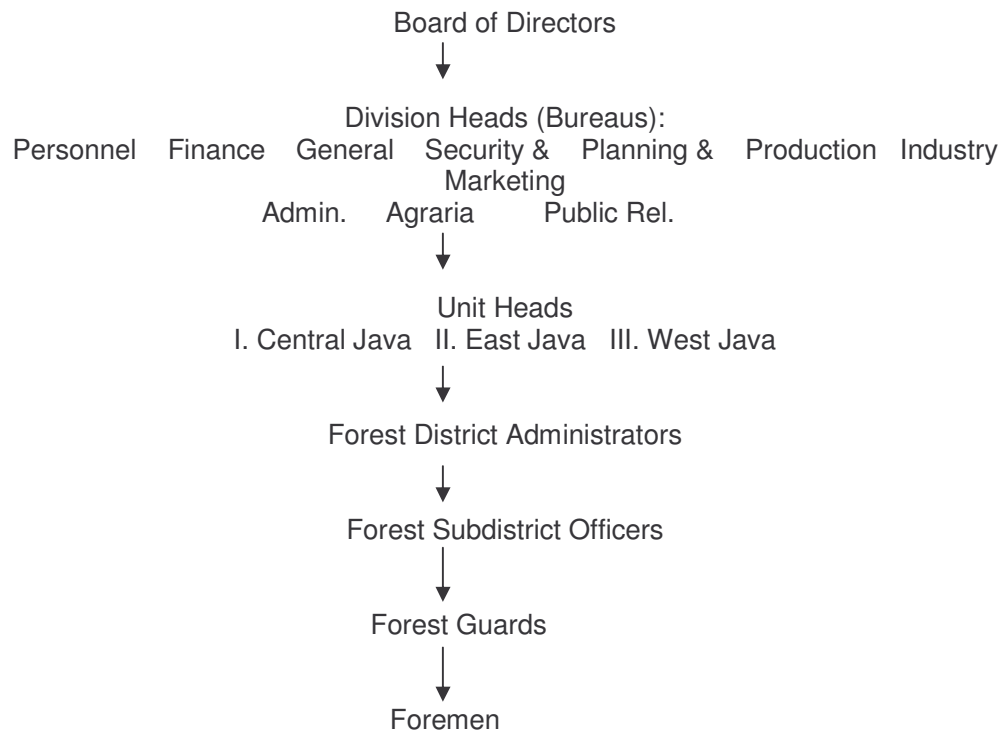 Board of Directors
Division Heads (Bureaus):
Personnel Finance General Security & Planning & Production Industry
Marketing
Admin. Agraria Public Rel.
Unit Heads
I. Central Java II. East Java III. West Java
Forest District Administrators
Forest Subdistrict Officers
Forest Guards
Foremen